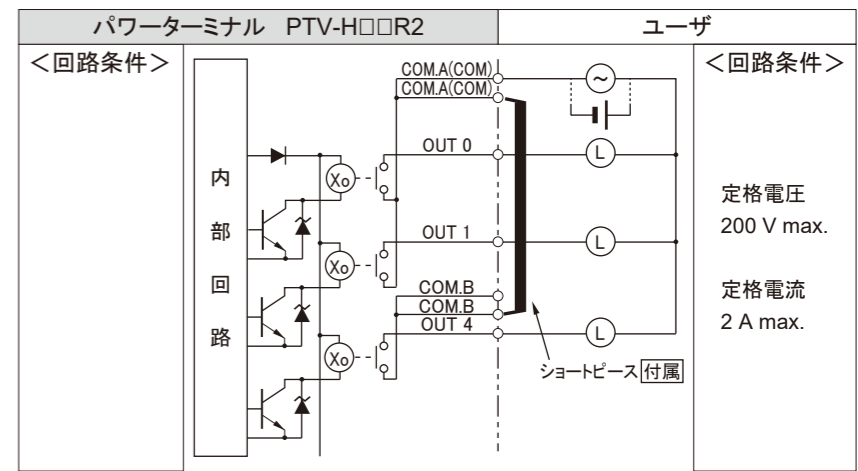 パワーターミナル PTV-H□□R2
ユーザ
<回路条件>
<回路条件>
COM.A(COM)
COM.A(COM)
~
OUT 0
L
内部回路
Xo
OUT 1
L
Xo
COM.B
COM.B
OUT 4
L
Xo
ショートピース 付属
定格電圧
200 V max.
定格電流
2 A max.